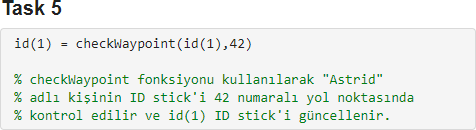 Task 5
id(1) = checkWaypoint(id(1),42)
% checkWaypoint fonksiyonu kullanılarak "Astrid"
% adlı kişinin ID stick'i 42 numaralı yol noktasında
% kontrol edilir ve id(1) ID stick'i güncellenir.